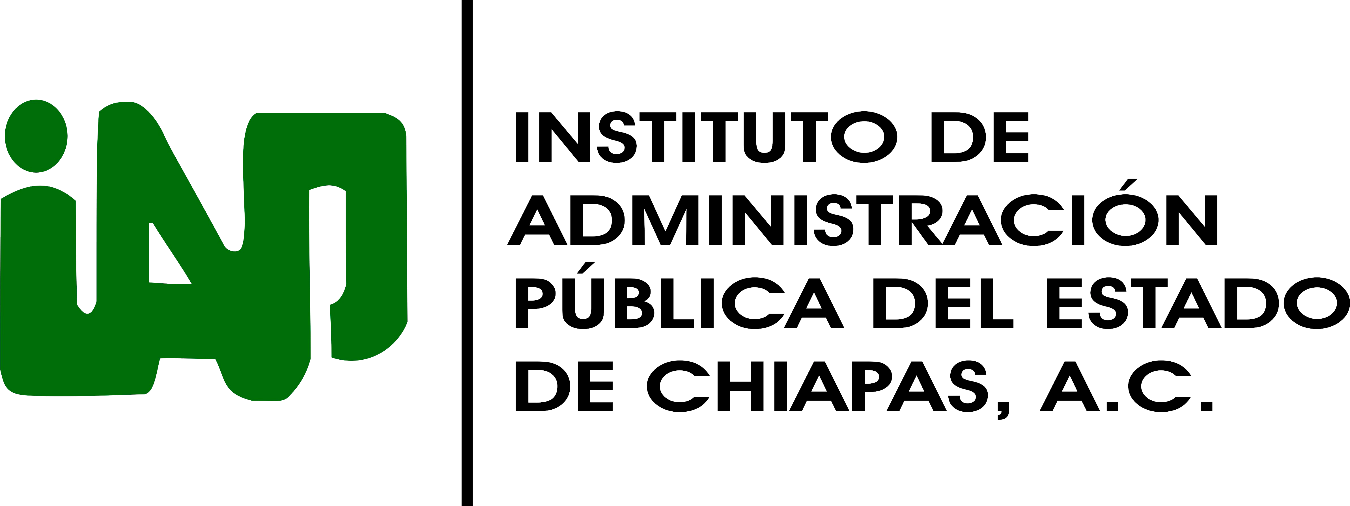 iAP
INSTITUTO DE
ADMINISTRACIÓN
PÚBLICA DEL ESTADO
DE CHIAPAS, A.C.